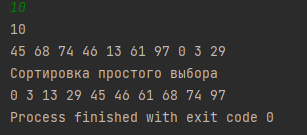 10
10
45 68 74 46 13 61 97 0 3 29
Сортировка простого выбора
0 3 13 29 45 46 61 68 74 97
Process finished with exit code 0